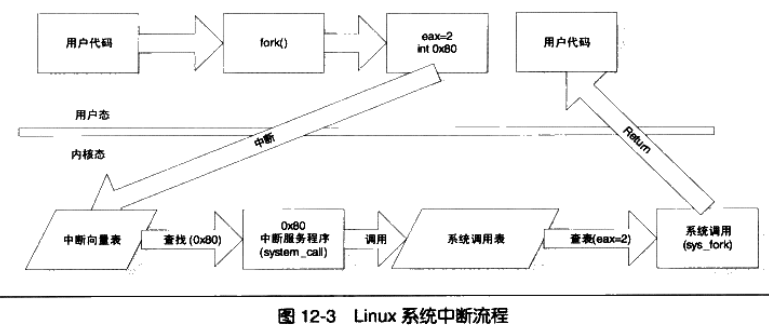 用户代码
fork()
eax=2
int 0x80
用户代码
用户态
内核态
中断
Return
中断向量表
查找 (0x80)
0x80
中断服务程序
(system_call)
调用
系统调用表
查表(eax=2)
系统调用
(sys_fork)
图 12-3 Linux 系统中断流程